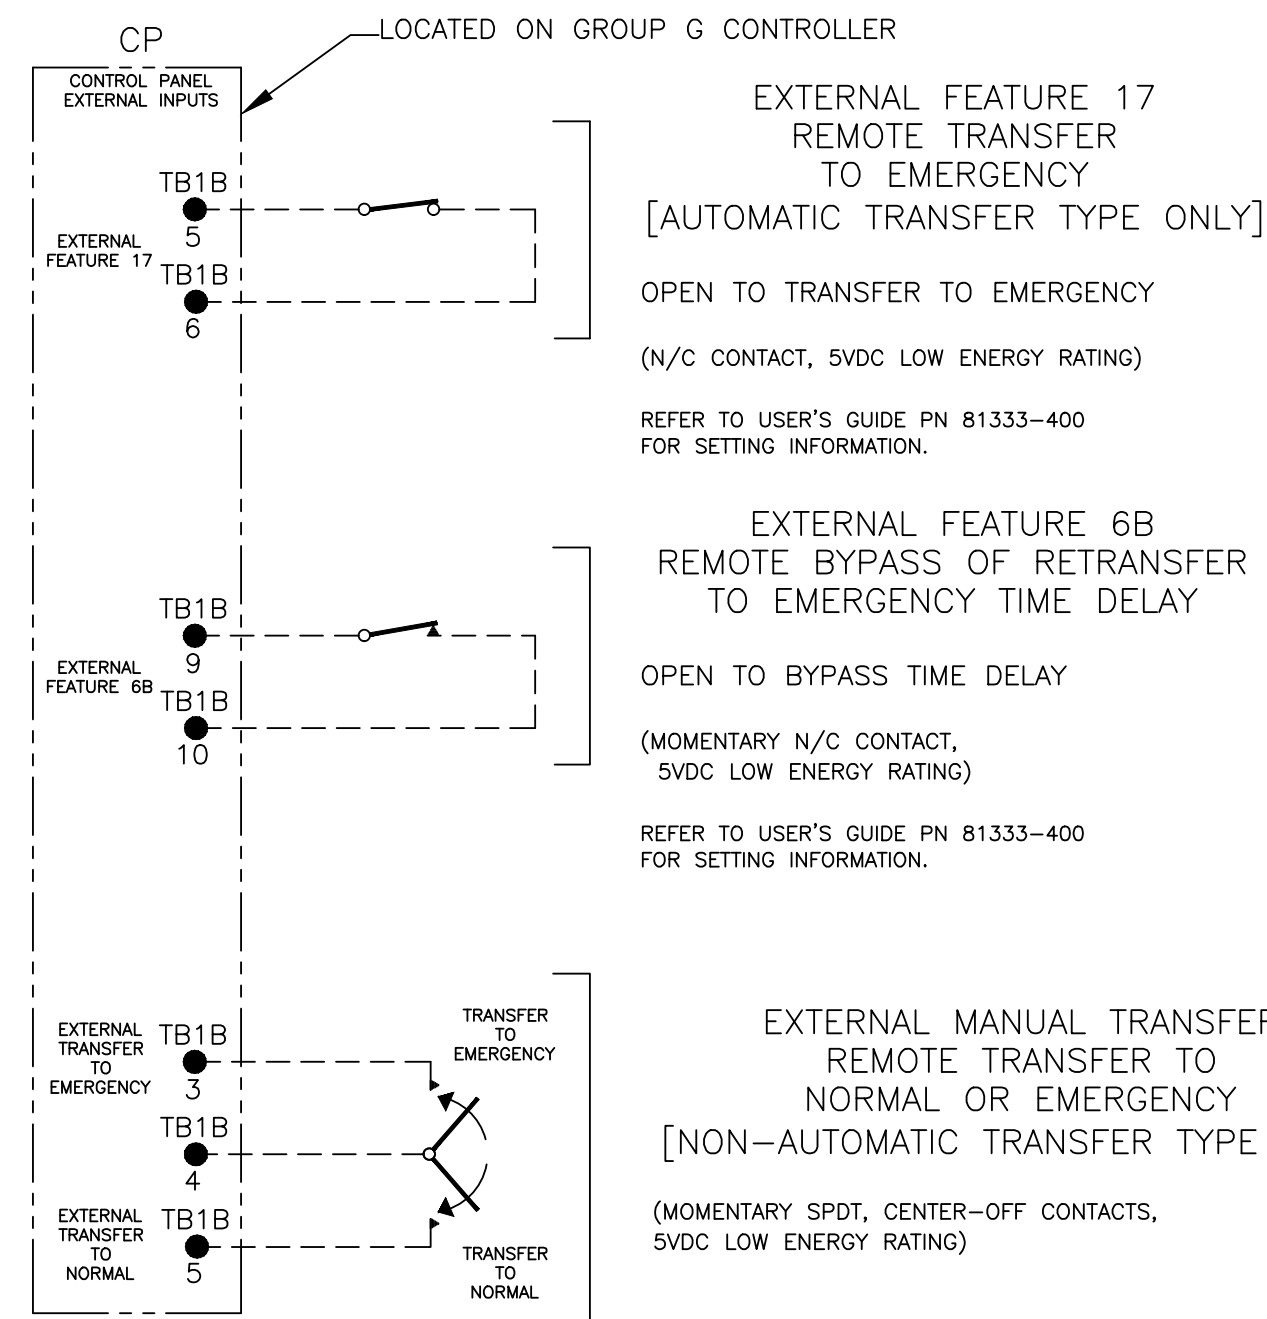 CP
LOCATED ON GROUP G CONTROLLER
CONTROL PANEL
EXTERNAL INPUTS
EXTERNAL FEATURE 17
REMOTE TRANSFER
TO EMERGENCY
[AUTOMATIC TRANSFER TYPE ONLY]
TB1B
5
EXTERNAL
FEATURE 17
TB1B
6
OPEN TO TRANSFER TO EMERGENCY
(N/C CONTACT, 5VDC LOW ENERGY RATING)
REFER TO USER'S GUIDE PN 81333-400
FOR SETTING INFORMATION.
EXTERNAL FEATURE 6B
REMOTE BYPASS OF RETRANSFER
TO EMERGENCY TIME DELAY
TB1B
9
EXTERNAL
FEATURE 6B
TB1B
10
OPEN TO BYPASS TIME DELAY
(MOMENTARY N/C CONTACT,
5VDC LOW ENERGY RATING)
REFER TO USER'S GUIDE PN 81333-400
FOR SETTING INFORMATION.
EXTERNAL
TRANSFER
TO
EMERGENCY
TB1B
3
TB1B
4
EXTERNAL
TRANSFER
TO
NORMAL
TB1B
5
TRANSFER
TO
EMERGENCY
TRANSFER
TO
NORMAL
EXTERNAL MANUAL TRANSFER
REMOTE TRANSFER TO
NORMAL OR EMERGENCY
[NON-AUTOMATIC TRANSFER TYPE
(MOMENTARY SPDT, CENTER-OFF CONTACTS,
5VDC LOW ENERGY RATING)